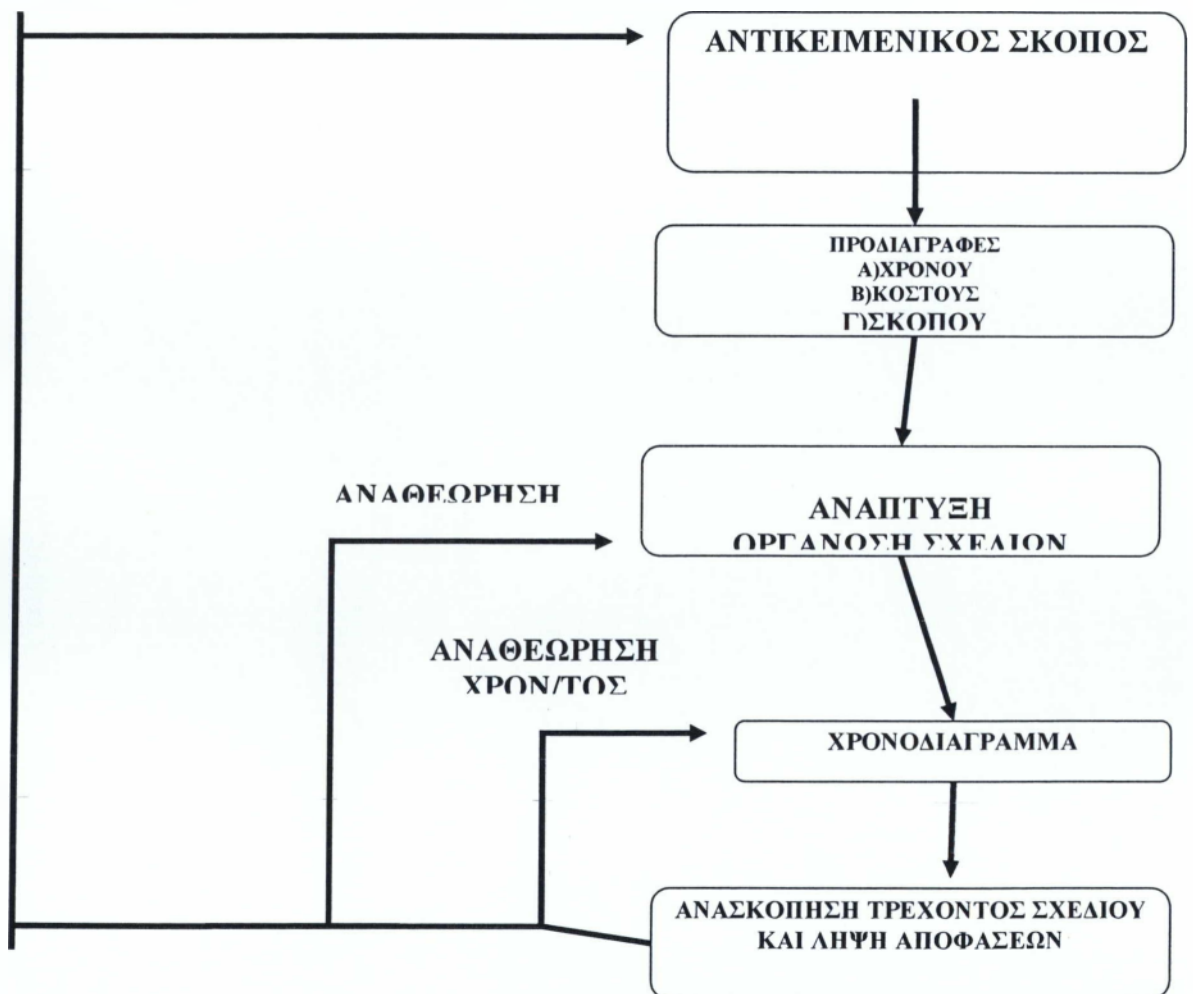 ΑΝΤΙΚΕΙΜΕΝΙΚΟΣ ΣΚΟΠΟΣ
ΠΡΟΔΙΑΓΡΑΦΕΣ
Α)ΧΡΟΝΟΥ
Β)ΚΟΣΤΟΥΣ
Γ)ΣΚΟΠΟΥ
ΑΝΑΘΕΩΡΗΣΗ
ΑΝΑΠΤΥΞΗ
ΟΡΓΑΝΩΣΗ ΣΧΕΔΙΩΝ
ΑΝΑΘΕΩΡΗΣΗ
ΧΡΟΝ/ΤΟΣ
ΧΡΟΝΟΔΙΑΓΡΑΜΜΑ
ΑΝΑΣΚΟΠΗΣΗ ΤΡΕΧΟΝΤΟΣ ΣΧΕΔΙΟΥ
ΚΑΙ ΛΗΨΗ ΑΠΟΦΑΣΕΩΝ